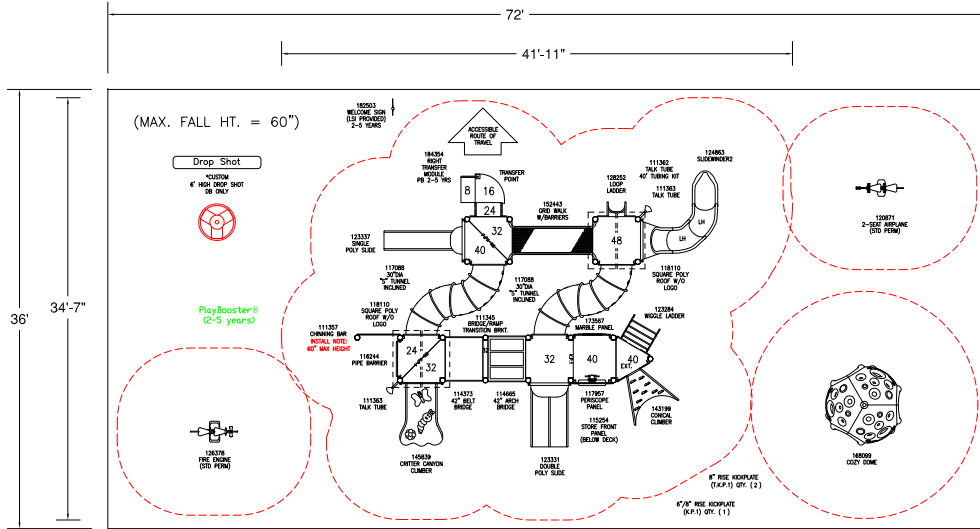 72'
41'-11"
36'
34'-7"
(MAX. FALL HT. = 60")
Drop Shot
*CUSTOM
6' HIGH DROP SHOT
DB ONLY
PlayBooster®
(2-5 years)
182503
WELCOME SIGN
(LSI PROVIDED)
2-5 YEARS
ACCESSIBLE
ROUTE OF
TRAVEL
184354
RIGHT
TRANSFER
MODULE
PB 2-5 YRS
TRANSFER
POINT
8
16
24
32
40
152443
GRID WALK
W/BARRIERS
128252
LOOP
LADDER
111362
TALK TUBE
40' TUBING KIT
111363
TALK TUBE
124863
SLIDEWINDER2
LH
LH
48
123337
SINGLE
POLY SLIDE
117088
30"DIA
"S" TUNNEL
INCLINED
117088
30"DIA
"S" TUNNEL
INCLINED
118110
SQUARE POLY
ROOF W/O
LOGO
118110
SQUARE POLY
ROOF W/O
LOGO
120871
2-SEAT AIRPLANE
(STD PERM)
111357
CHINNING BAR
INSTALL NOTE:
60" MAX HEIGHT
116244
PIPE BARRIER
111345
BRIDGE/RAMP
TRANSITION BRKT.
173567
MARBLE PANEL
123284
WIGGLE LADDER
24
32
32
40
40
EXT.
111363
TALK TUBE
114373
42" BELT
BRIDGE
114665
42" ARCH
BRIDGE
117957
PERISCOPE
PANEL
115254
STORE FRONT
PANEL
(BELOW DECK)
143199
CONICAL
CLIMBER
145839
CRITTER CANYON
CLIMBER
123331
DOUBLE
POLY SLIDE
126378
FIRE ENGINE
(STD PERM)
168099
COZY DOME
8" RISE KICKPLATE
(T.K.P.1) QTY. ( 2 )
6"/8" RISE KICKPLATE
(K.P.1) QTY. ( 1 )